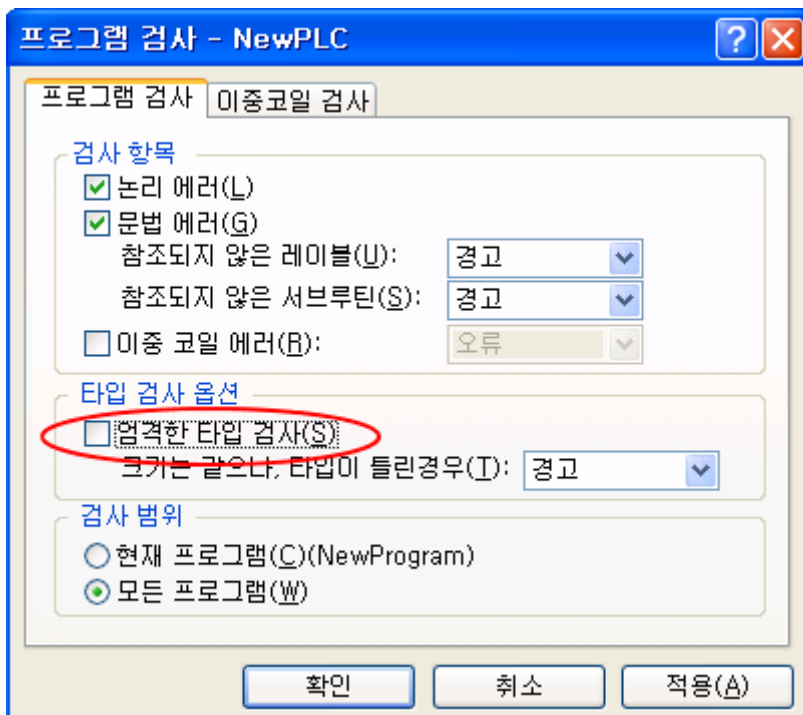 프로그램 검사 - NewPLC
프로그램 검사 이중코일 검사
검사 항목
논리 에러(L)
문법 에러(G)
참조되지 않은 레이블(U): 경고
참조되지 않은 서브루틴(S): 경고
이중 코일 에러(R): 오류
타입 검사 옵션
엄격한 타입 검사(S)
크기는 같으나, 타입이 틀린경우(T): 경고
검사 범위
현재 프로그램(C)(NewProgram)
모든 프로그램(W)
확인 취소 적용(A)